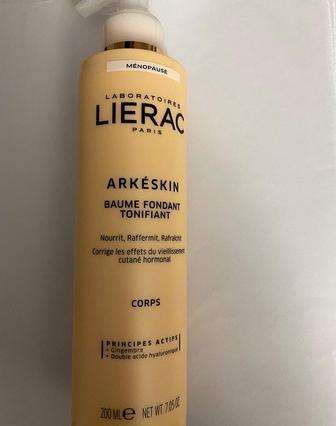 MÉNOPAUSE
LABORATOIRES
LIERAC
PARIS
ARKÉSKIN
BAUME FONDANT
TONIFIANT
Nourrit, Raffermit, Rafraîchit
Corrige les effets du vieillissement
cutané hormonal
CORPS
PRINCIPES ACTIFS
• Gingembre
• Double acide hyaluronique
200 ML e NET WT. 7.05 OZ